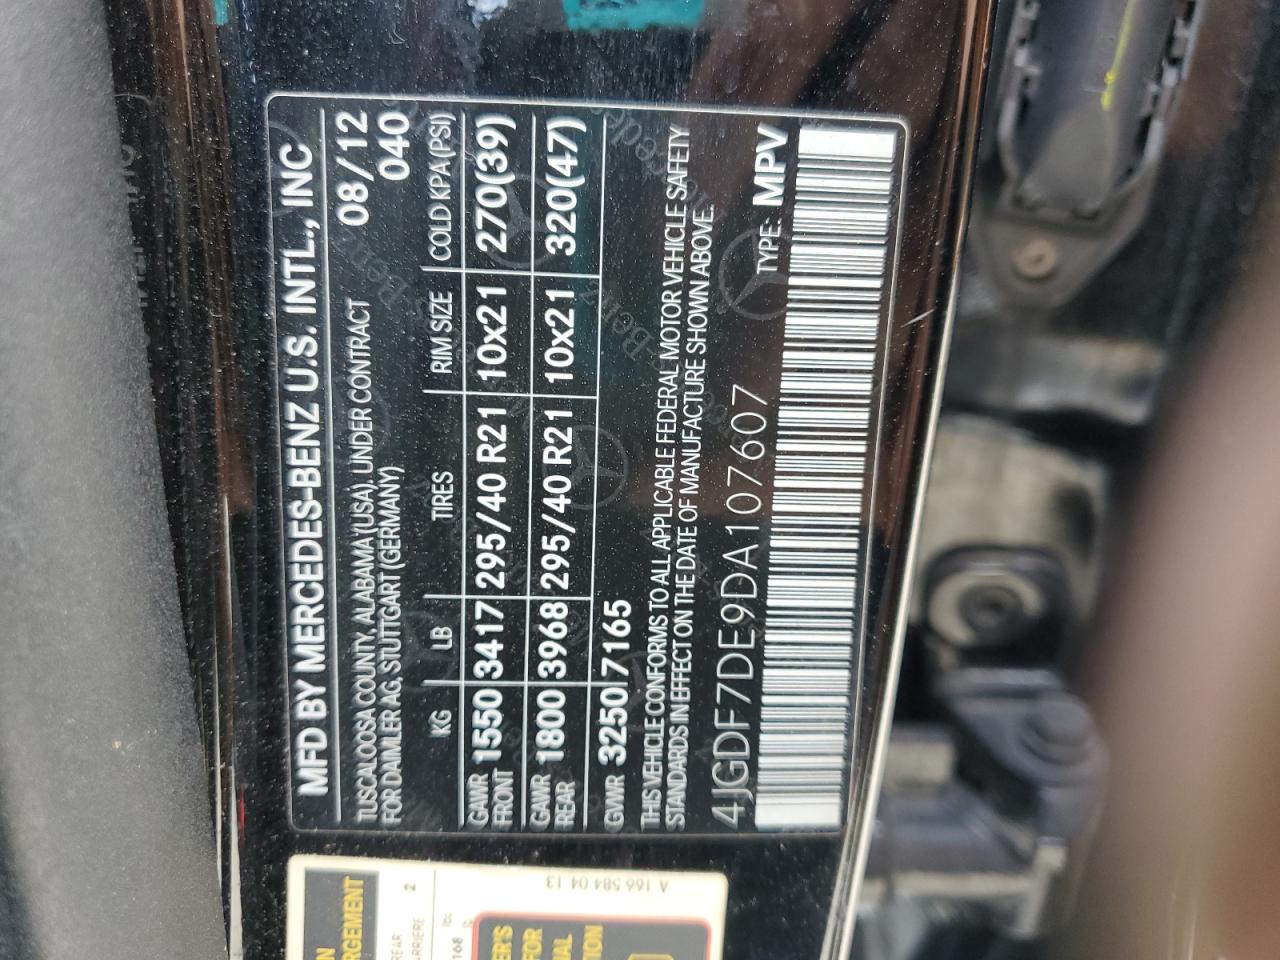 MFD BY MERCEDES-BENZ U.S. INTL., INC
TUSCALOOSA COUNTY, ALABAMA (USA), UNDER CONTRACT 08/12
FOR DAIMLER AG, STUTTGART (GERMANY) 040
KG LB TIRES RIM SIZE COLD KPA(PSI)
GAWR FRONT 1550 3417 295/40 R21 10x21 270(39)
GAWR REAR 1800 3968 295/40 R21 10x21 320(47)
GVWR 3250 7165
THIS VEHICLE CONFORMS TO ALL APPLICABLE FEDERAL MOTOR VEHICLE SAFETY
STANDARDS IN EFFECT ON THE DATE OF MANUFACTURE SHOWN ABOVE.
4JGDF7DE9DA107607 TYPE: MPV
A 166 584 04 13
2